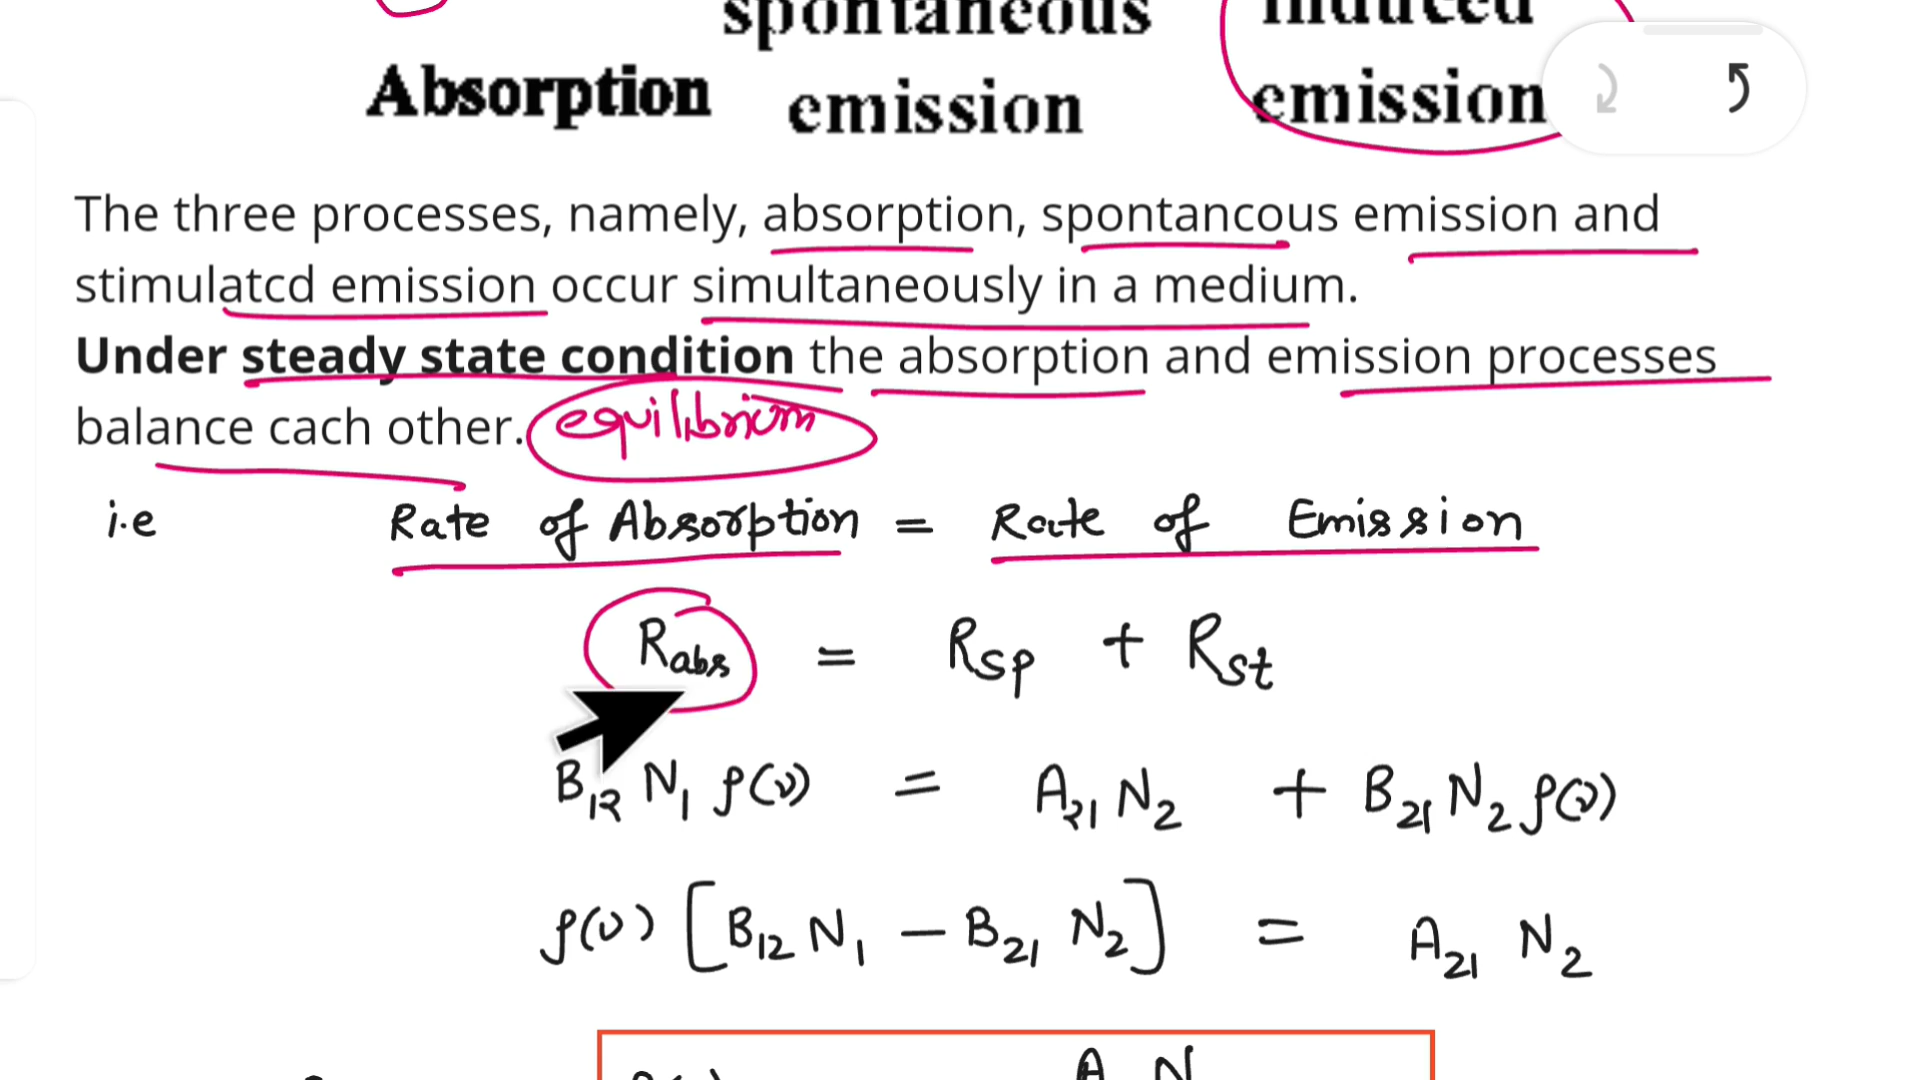 spontaneous induced
Absorption emission emission
The three processes, namely, absorption, spontancous emission and
stimulatcd emission occur simultaneously in a medium.
Under steady state condition the absorption and emission processes
balance cach other. equilibrium
i.e Rate of Absorption = Rate of Emission
Rabs = Rsp + Rst
B12 N1 ρ(ν) = A21 N2 + B21 N2 ρ(ν)
ρ(ν) [B12 N1 − B21 N2] = A21 N2
A N